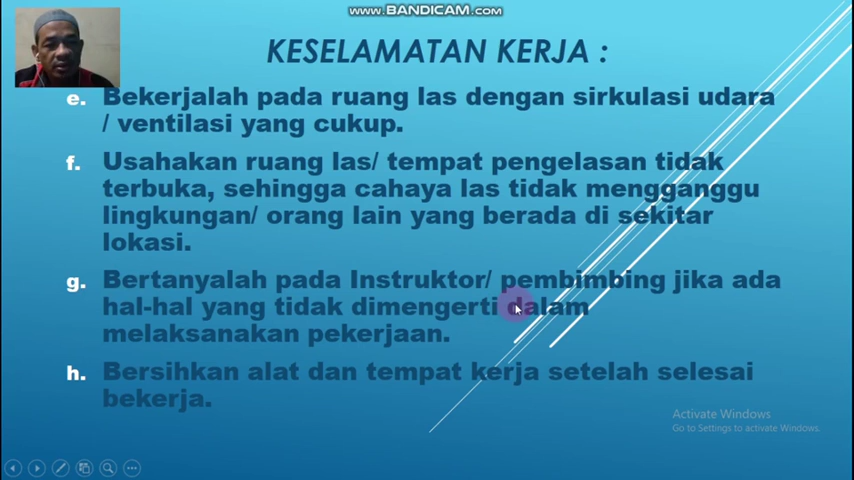 www.BANDICAM.com
KESELAMATAN KERJA :
e. Bekerjalah pada ruang las dengan sirkulasi udara
/ ventilasi yang cukup.
f. Usahakan ruang las/ tempat pengelasan tidak
terbuka, sehingga cahaya las tidak mengganggu
lingkungan/ orang lain yang berada di sekitar
lokasi.
g. Bertanyalah pada Instruktor/ pembimbing jika ada
hal-hal yang tidak dimengerti dalam
melaksanakan pekerjaan.
h. Bersihkan alat dan tempat kerja setelah selesai
bekerja.
Activate Windows
Go to Settings to activate Windows.